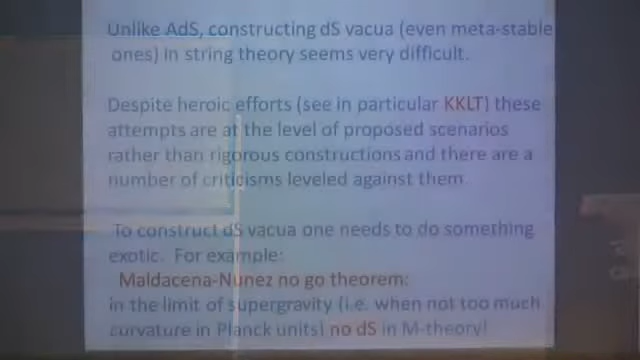 Unlike AdS, constructing dS vacua (even meta-stable
ones) in string theory seems very difficult.
Despite heroic efforts (see in particular KKLT) these
attempts are at the level of proposed scenarios
rather than rigorous constructions and there are a
number of criticisms leveled against them.
To construct dS vacua one needs to do something
exotic. For example:
Maldacena-Nunez no go theorem:
in the limit of supergravity (i.e. when not too much
curvature in Planck units) no dS in M-theory!